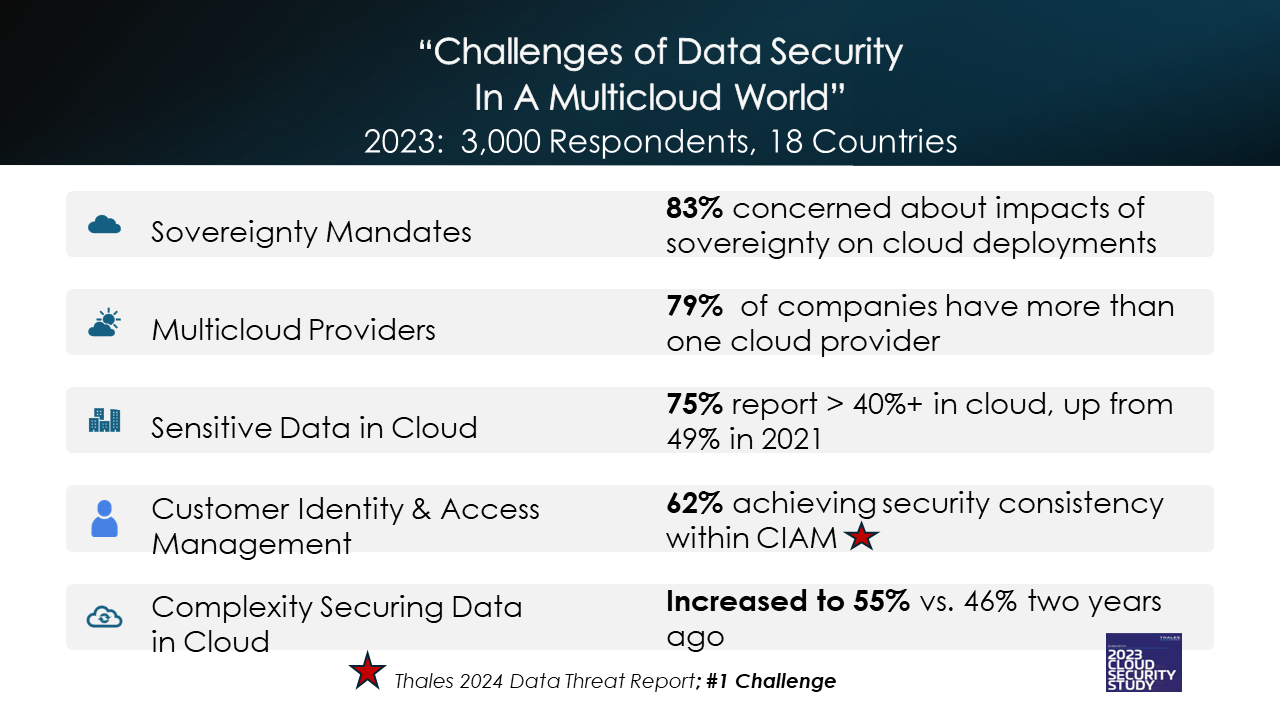 “Challenges of Data Security
In A Multicloud World”
2023:  3,000 Respondents, 18 Countries
Sovereignty Mandates
83% concerned about impacts of
sovereignty on cloud deployments
Multicloud Providers
79%  of companies have more than
one cloud provider
Sensitive Data in Cloud
75% report > 40%+ in cloud, up from
49% in 2021
Customer Identity & Access
Management
62% achieving security consistency
within CIAM
Complexity Securing Data
in Cloud
Increased to 55% vs. 46% two years
ago
Thales 2024 Data Threat Report; #1 Challenge
THALES
2023
CLOUD
SECURITY
STUDY